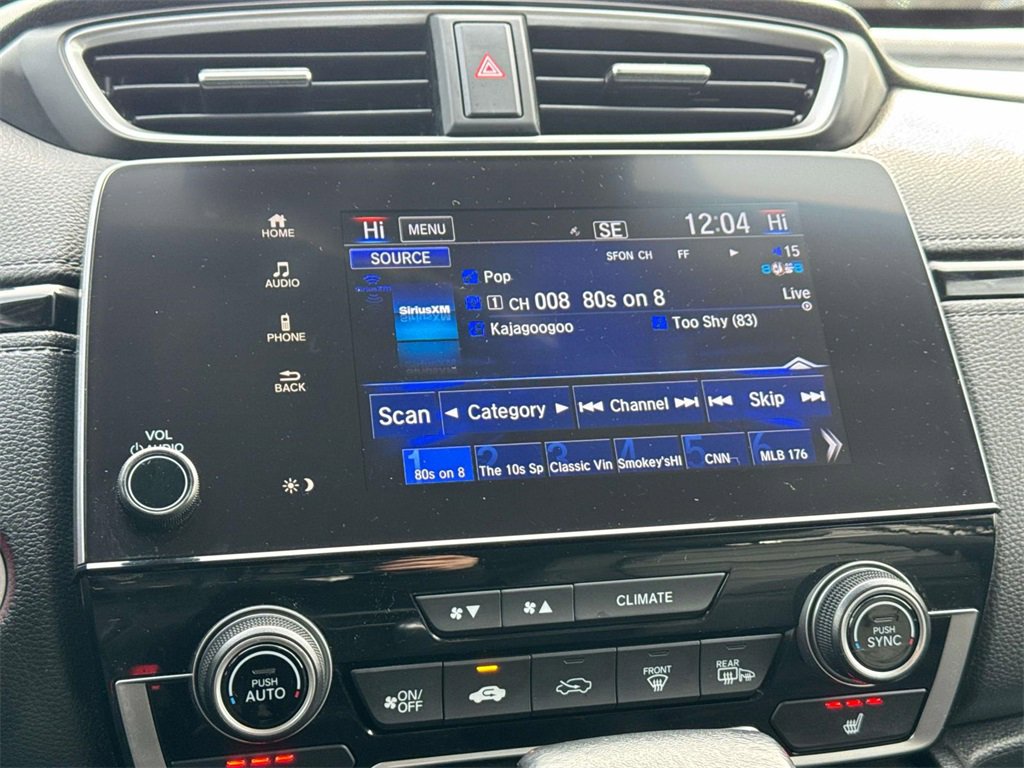 HOME
AUDIO
PHONE
BACK
VOL
AUDIO
Hi MENU SE 12:04 Hi
SOURCE SFON CH FF 15
SiriusXM
Pop
1 CH 008 80s on 8 Live
Kajagoogoo Too Shy (83)
Scan Category Channel Skip
1 80s on 8
2 The 10s Sp
3 Classic Vin
4 Smokey'sHI
5 CNN
6 MLB 176
CLIMATE
PUSH AUTO
ON/OFF
FRONT
REAR
PUSH SYNC